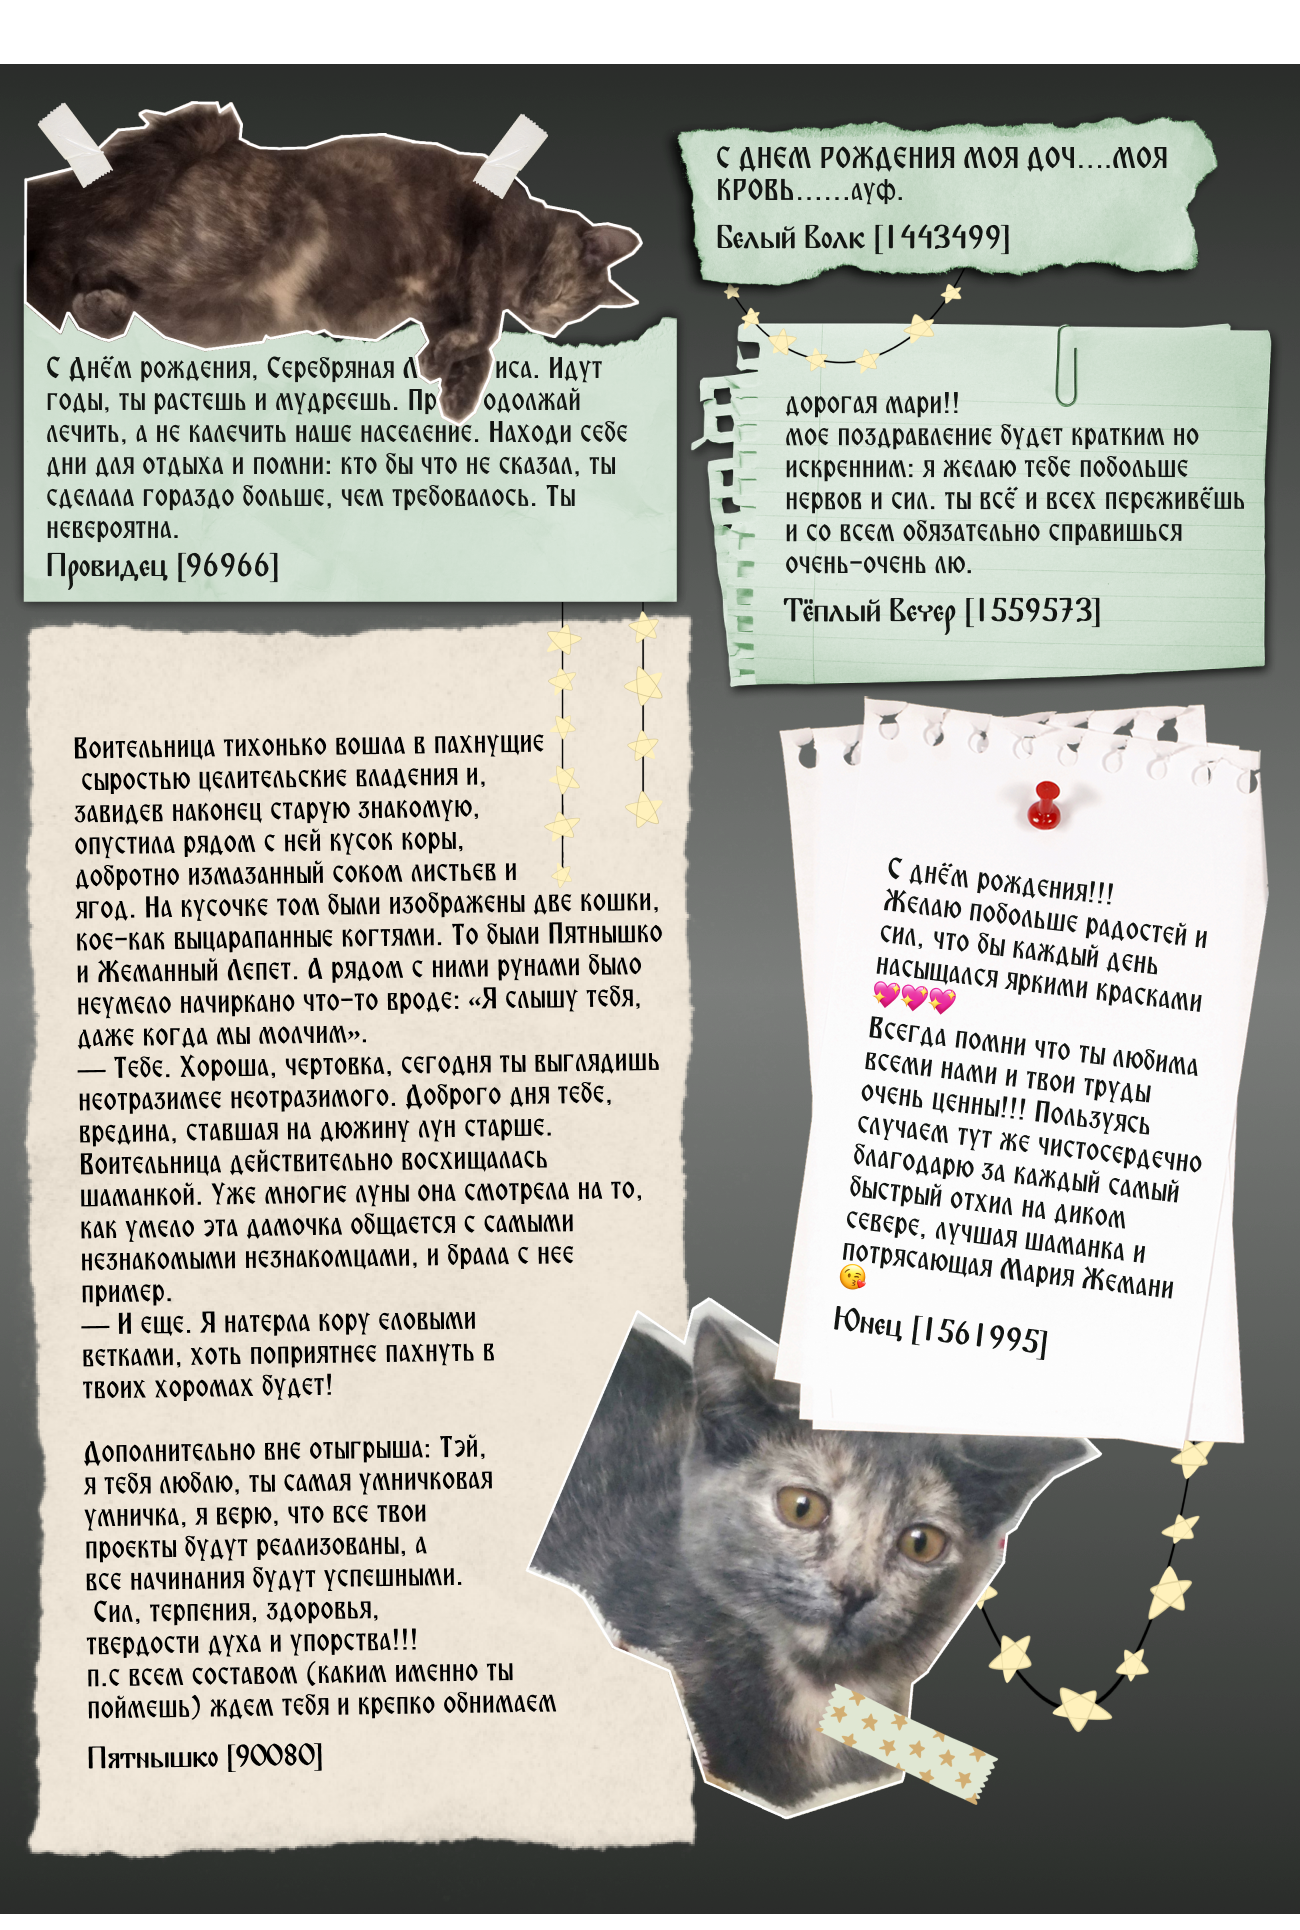 С Днём рождения, Серебряная иса. Идут
годы, ты растешь и мудреешь. одолжай
лечить, а не калечить наше население. Находи себе
дни для отдыха и помни: кто бы что не сказал, ты
сделала гораздо больше, чем требовалось. Ты
невероятна.
Провидец [96966]
С ДНЕМ РОЖДЕНИЯ МОЯ ДОЧ....МОЯ
КРОВЬ......ауф.
Белый Волк [1443499]
дорогая мари!!
мое поздравление будет кратким но
искренним: я желаю тебе побольше
нервов и сил. ты всё и всех переживёшь
и со всем обязательно справишься
очень-очень лю.
Тёплый Вечер [1559573]
Воительница тихонько вошла в пахнущие
сыростью целительские владения и,
завидев наконец старую знакомую,
опустила рядом с ней кусок коры,
добротно измазанный соком листьев и
ягод. На кусочке том были изображены две кошки,
кое-как выцарапанные когтями. То были Пятнышко
и Жеманный Лепет. А рядом с ними рунами было
неумело начиркано что-то вроде: «Я слышу тебя,
даже когда мы молчим».
— Тебе. Хороша, чертовка, сегодня ты выглядишь
неотразимее неотразимого. Доброго дня тебе,
вредина, ставшая на дюжину лун старше.
Воительница действительно восхищалась
шаманкой. Уже многие луны она смотрела на то,
как умело эта дамочка общается с самыми
незнакомыми незнакомцами, и брала с нее
пример.
— И еще. Я натерла кору еловыми
ветками, хоть поприятнее пахнуть в
твоих хоромах будет!
Дополнительно вне отыгрыша: Тэй,
я тебя люблю, ты самая умничковая
умничка, я верю, что все твои
проекты будут реализованы, а
все начинания будут успешными.
Сил, терпения, здоровья,
твердости духа и упорства!!!
п.с всем составом (каким именно ты
поймешь) ждем тебя и крепко обнимаем
Пятнышко [90080]
С днём рождения!!!
Желаю побольше радостей и
сил, что бы каждый день
насыщался яркими красками
💖💖💖
Всегда помни что ты любима
всеми нами и твои труды
очень ценны!!! Пользуясь
случаем тут же чистосердечно
благодарю за каждый самый
быстрый отхил на диком
севере, лучшая шаманка и
потрясающая Мария Жемани
😘
Юнец [1561995]